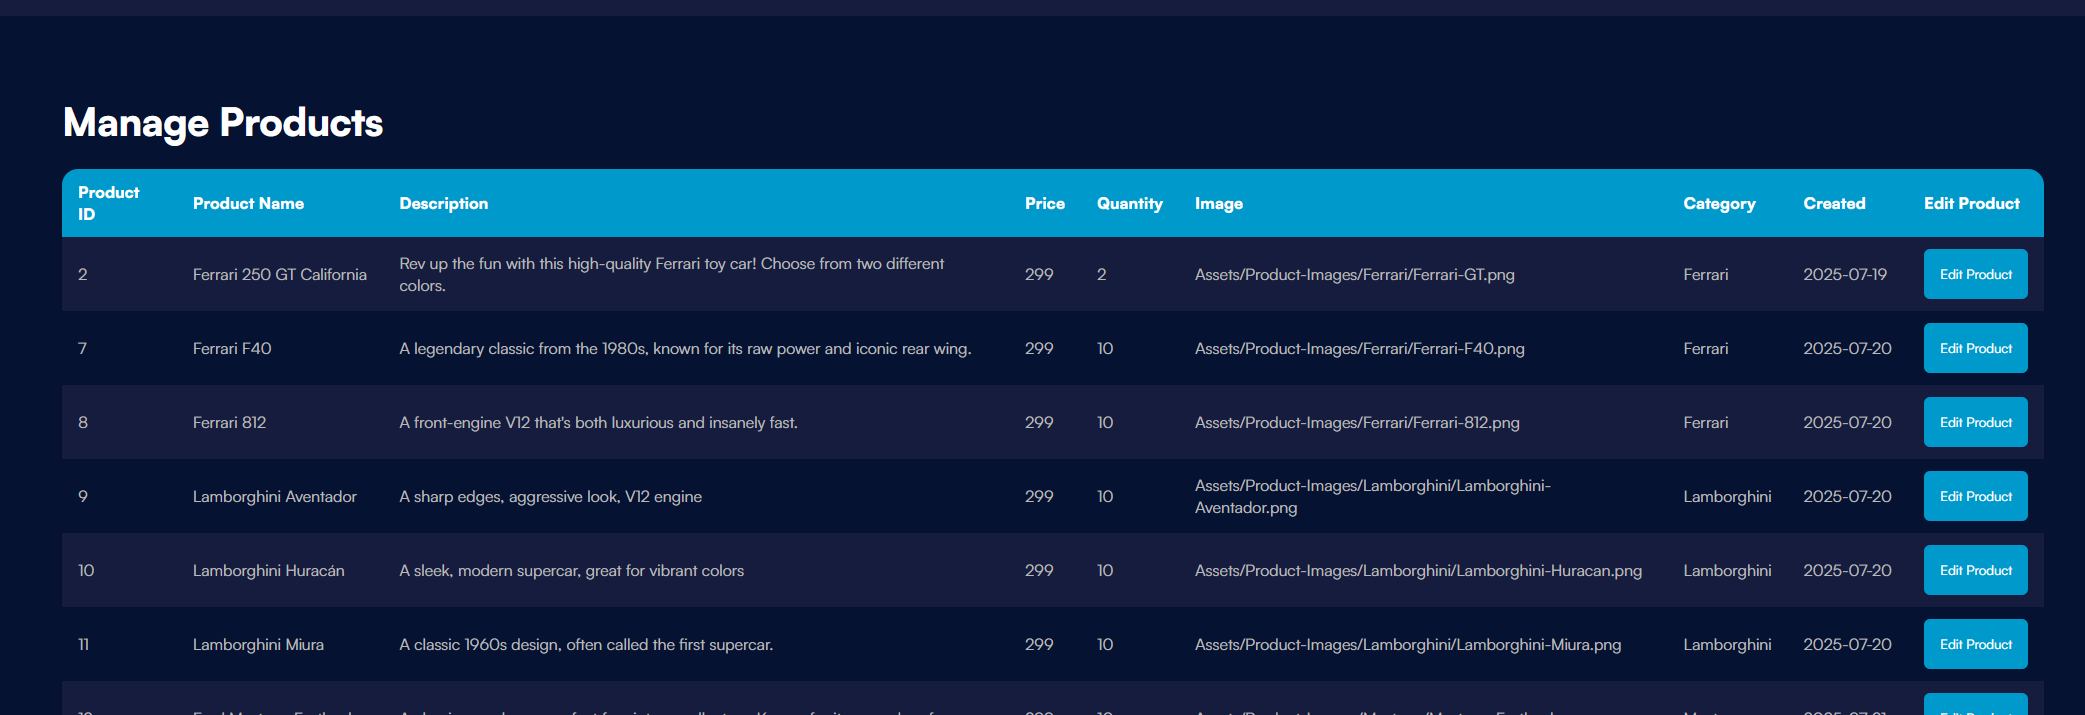 Manage Products
Product ID Product Name Description Price Quantity Image Category Created Edit Product
2 Ferrari 250 GT California Rev up the fun with this high-quality Ferrari toy car! Choose from two different colors. 299 2 Assets/Product-Images/Ferrari/Ferrari-GT.png Ferrari 2025-07-19 Edit Product
7 Ferrari F40 A legendary classic from the 1980s, known for its raw power and iconic rear wing. 299 10 Assets/Product-Images/Ferrari/Ferrari-F40.png Ferrari 2025-07-20 Edit Product
8 Ferrari 812 A front-engine V12 that's both luxurious and insanely fast. 299 10 Assets/Product-Images/Ferrari/Ferrari-812.png Ferrari 2025-07-20 Edit Product
9 Lamborghini Aventador A sharp edges, aggressive look, V12 engine 299 10 Assets/Product-Images/Lamborghini/Lamborghini-Aventador.png Lamborghini 2025-07-20 Edit Product
10 Lamborghini Huracán A sleek, modern supercar, great for vibrant colors 299 10 Assets/Product-Images/Lamborghini/Lamborghini-Huracan.png Lamborghini 2025-07-20 Edit Product
11 Lamborghini Miura A classic 1960s design, often called the first supercar. 299 10 Assets/Product-Images/Lamborghini/Lamborghini-Miura.png Lamborghini 2025-07-20 Edit Product